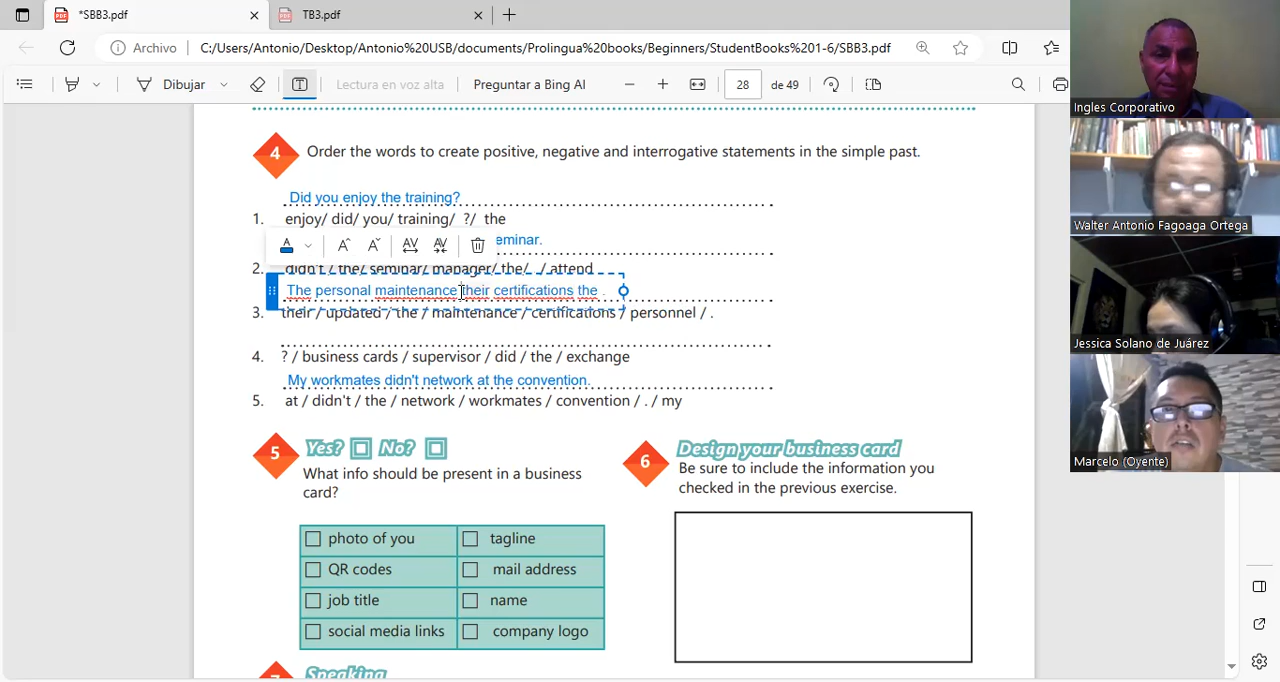 *SBB3.pdf
TB3.pdf
Archivo
C:/Users/Antonio/Desktop/Antonio%20USB/documents/Prolingua%20books/Beginners/StudentBooks%201-6/SBB3.pdf
Dibujar
Lectura en voz alta
Preguntar a Bing AI
28
de 49
4
Order the words to create positive, negative and interrogative statements in the simple past.
Did you enjoy the training?
1. enjoy/ did/ you/ training/ ?/ the
eminar.
2. didn't / the/ seminar/ manager/ the/ . / attend
The personal maintenance their certifications the .
3. their / updated / the / maintenance / certifications / personnel / .
4. ? / business cards / supervisor / did / the / exchange
My workmates didn't network at the convention.
5. at / didn't / the / network / workmates / convention / . / my
5
Yes? No?
What info should be present in a business
card?
photo of you
tagline
QR codes
mail address
job title
name
social media links
company logo
6
Design your business card
Be sure to include the information you
checked in the previous exercise.
Speaking
Ingles Corporativo
Walter Antonio Fagoaga Ortega
Jessica Solano de Juárez
Marcelo (Oyente)